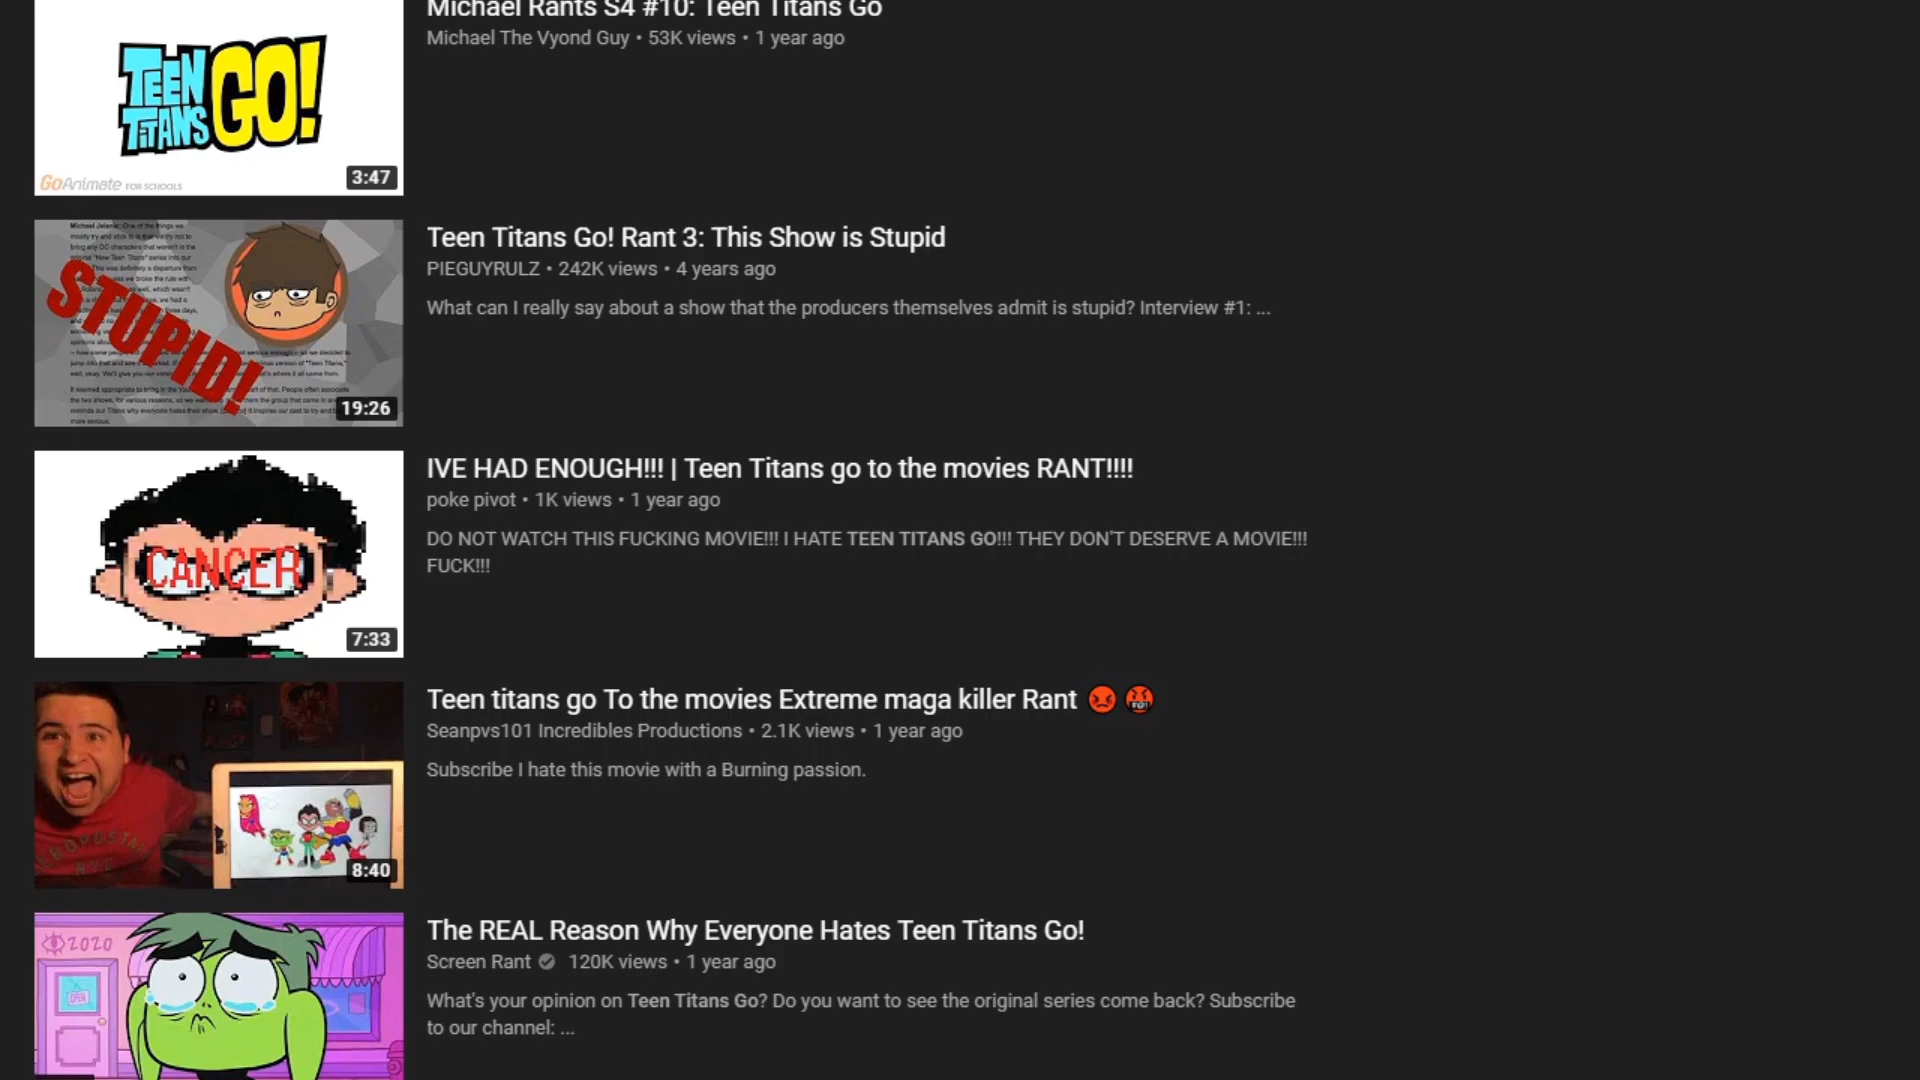 Michael Rants S4 #10: Teen Titans Go
Michael The Vyond Guy • 53K views • 1 year ago
TEEN
TITANS
GO!
GoAnimate FOR SCHOOLS
3:47
Teen Titans Go! Rant 3: This Show is Stupid
PIEGUYRULZ • 242K views • 4 years ago
What can I really say about a show that the producers themselves admit is stupid? Interview #1: ...
STUPID!
19:26
IVE HAD ENOUGH!!! | Teen Titans go to the movies RANT!!!!
poke pivot • 1K views • 1 year ago
DO NOT WATCH THIS FUCKING MOVIE!!! I HATE TEEN TITANS GO!!! THEY DON'T DESERVE A MOVIE!!!
FUCK!!!
CANCER
7:33
Teen titans go To the movies Extreme maga killer Rant 😡 🤬
Seanpvs101 Incredibles Productions • 2.1K views • 1 year ago
Subscribe I hate this movie with a Burning passion.
8:40
The REAL Reason Why Everyone Hates Teen Titans Go!
Screen Rant 120K views • 1 year ago
What's your opinion on Teen Titans Go? Do you want to see the original series come back? Subscribe
to our channel: ...
2020
OPEN